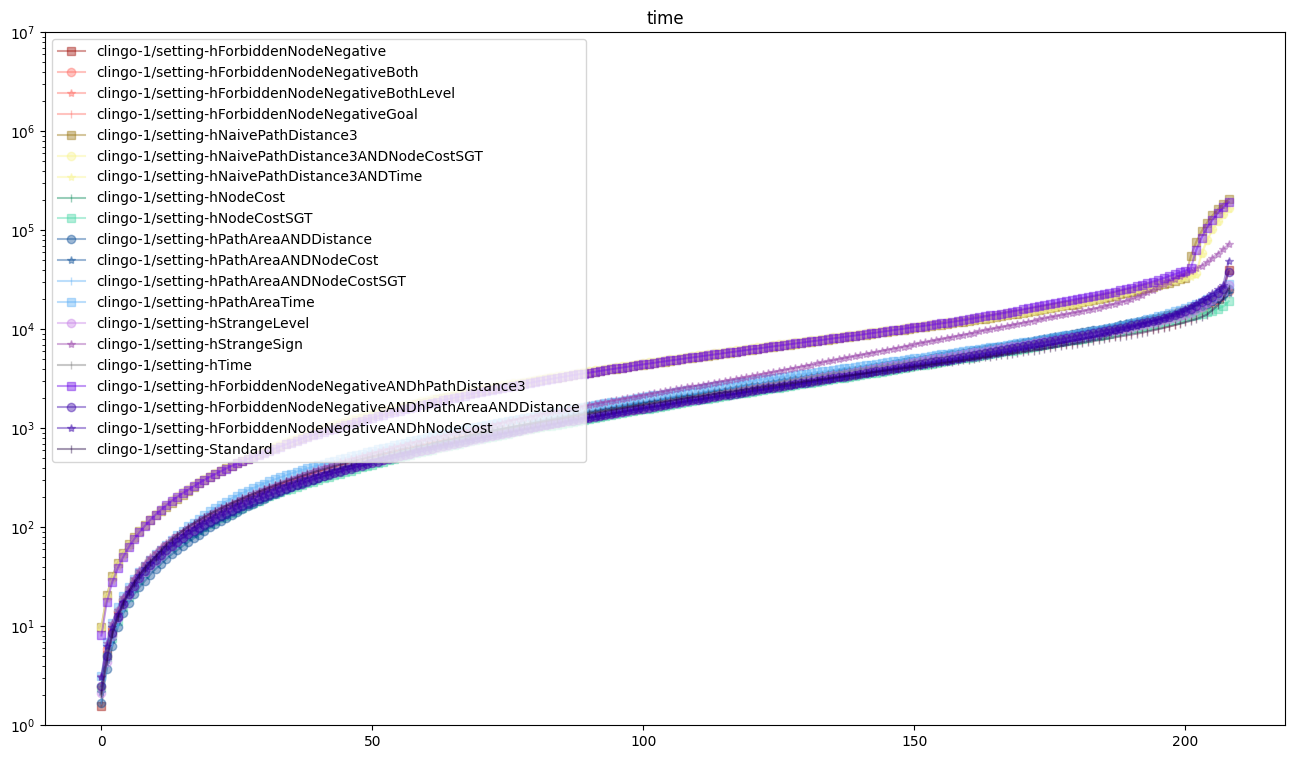 time
10^7
10^6
10^5
10^4
10^3
10^2
10^1
10^0
clingo-1/setting-hForbiddenNodeNegative
clingo-1/setting-hForbiddenNodeNegativeBoth
clingo-1/setting-hForbiddenNodeNegativeBothLevel
clingo-1/setting-hForbiddenNodeNegativeGoal
clingo-1/setting-hNaivePathDistance3
clingo-1/setting-hNaivePathDistance3ANDNodeCostSGT
clingo-1/setting-hNaivePathDistance3ANDTime
clingo-1/setting-hNodeCost
clingo-1/setting-hNodeCostSGT
clingo-1/setting-hPathAreaANDDistance
clingo-1/setting-hPathAreaANDNodeCost
clingo-1/setting-hPathAreaANDNodeCostSGT
clingo-1/setting-hPathAreaTime
clingo-1/setting-hStrangeLevel
clingo-1/setting-hStrangeSign
clingo-1/setting-hTime
clingo-1/setting-hForbiddenNodeNegativeANDhPathDistance3
clingo-1/setting-hForbiddenNodeNegativeANDhPathAreaANDDistance
clingo-1/setting-hForbiddenNodeNegativeANDhNodeCost
clingo-1/setting-Standard
0 50 100 150 200